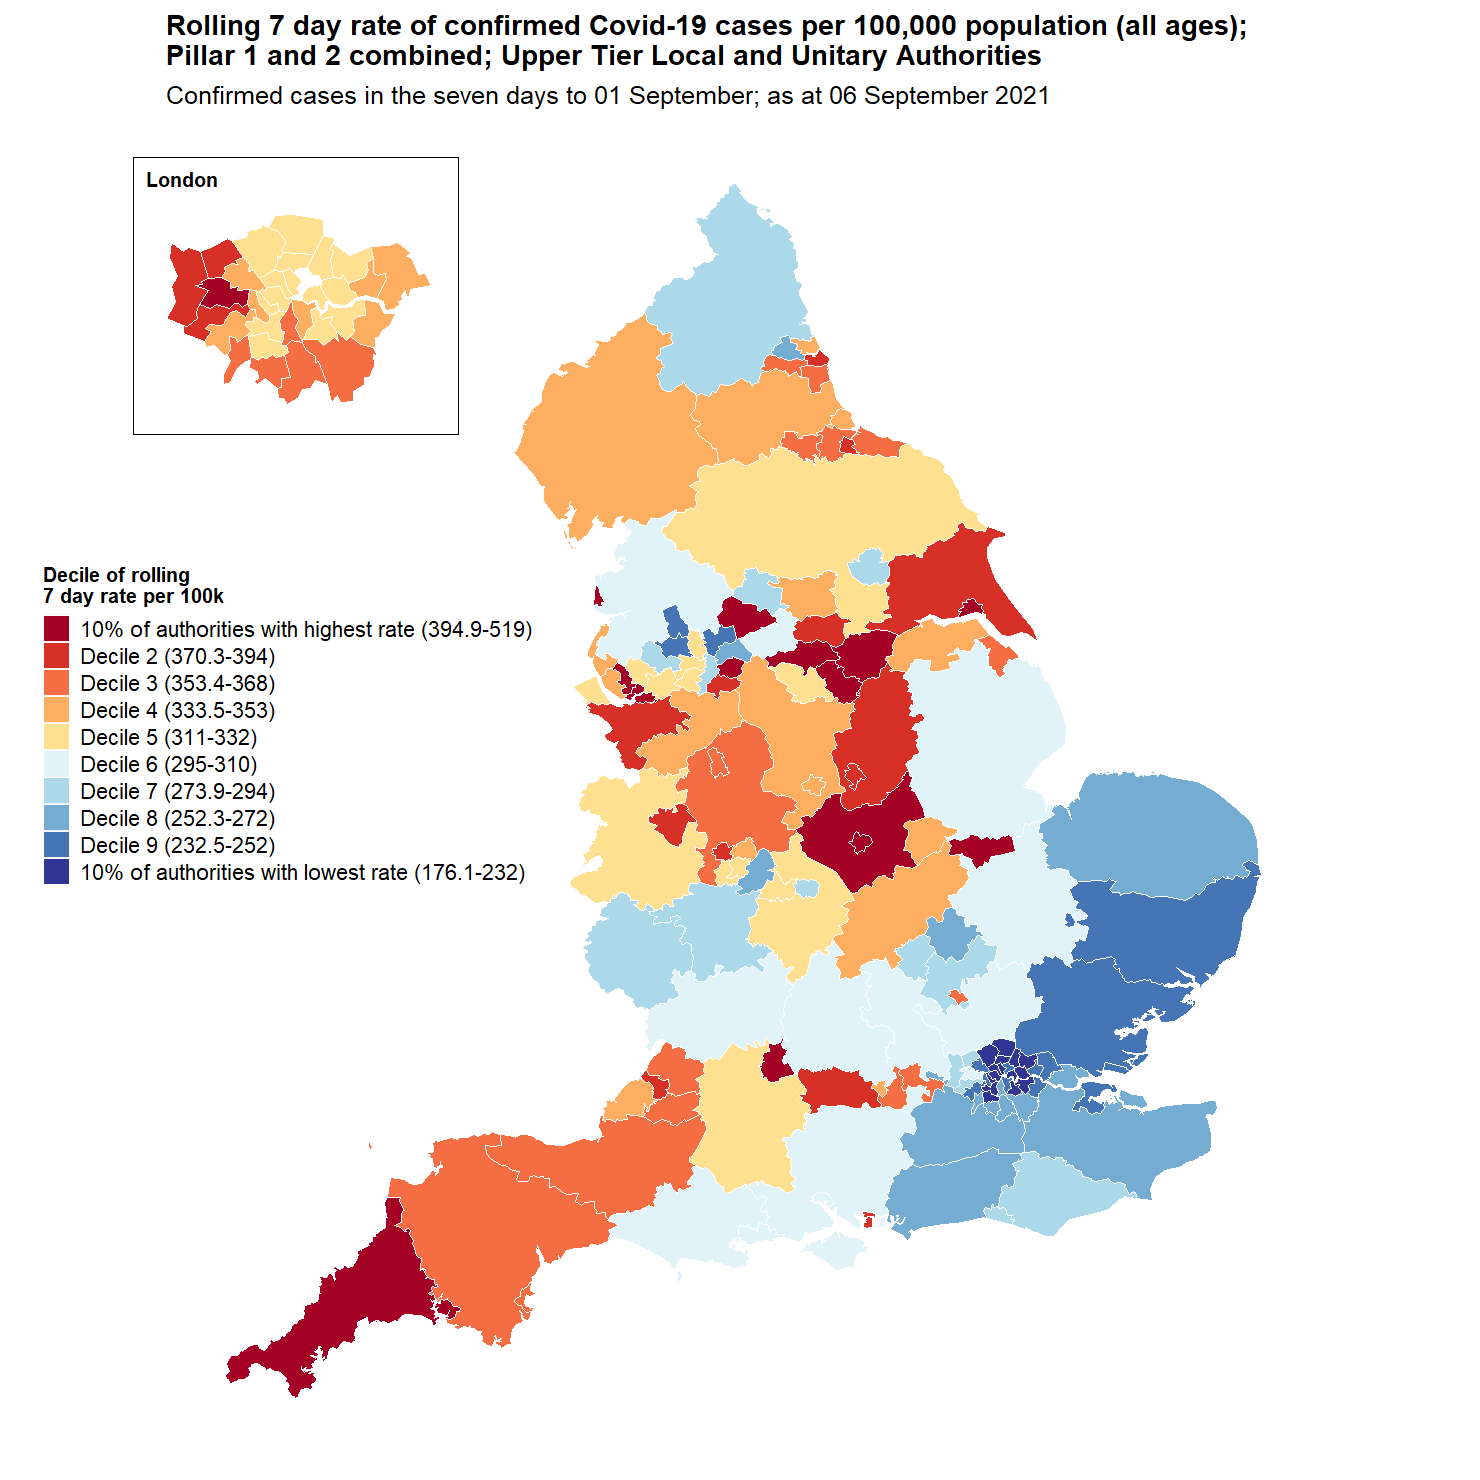 Rolling 7 day rate of confirmed Covid-19 cases per 100,000 population (all ages);
Pillar 1 and 2 combined; Upper Tier Local and Unitary Authorities
Confirmed cases in the seven days to 01 September; as at 06 September 2021
London
Decile of rolling
7 day rate per 100k
10% of authorities with highest rate (394.9-519)
Decile 2 (370.3-394)
Decile 3 (353.4-368)
Decile 4 (333.5-353)
Decile 5 (311-332)
Decile 6 (295-310)
Decile 7 (273.9-294)
Decile 8 (252.3-272)
Decile 9 (232.5-252)
10% of authorities with lowest rate (176.1-232)